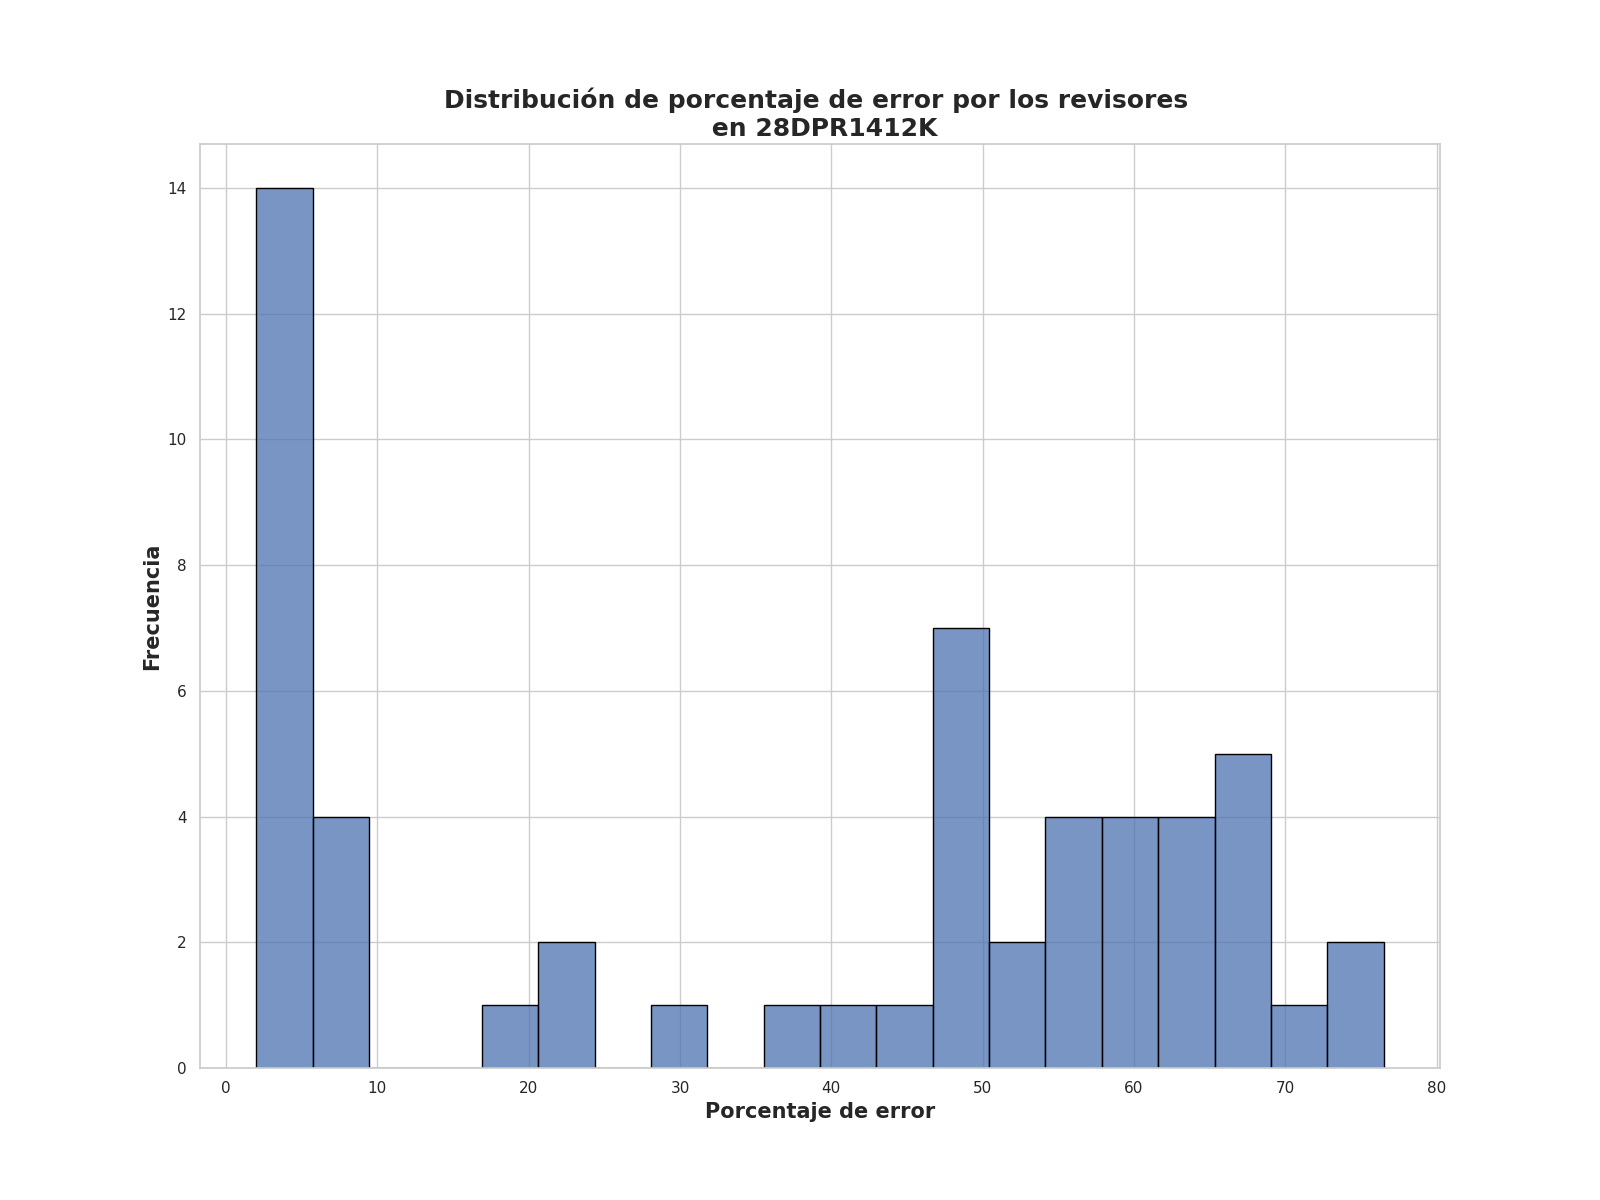 Distribución de porcentaje de error por los revisores
en 28DPR1412K
Frecuencia
14
12
10
8
6
4
2
0
0 10 20 30 40 50 60 70 80
Porcentaje de error